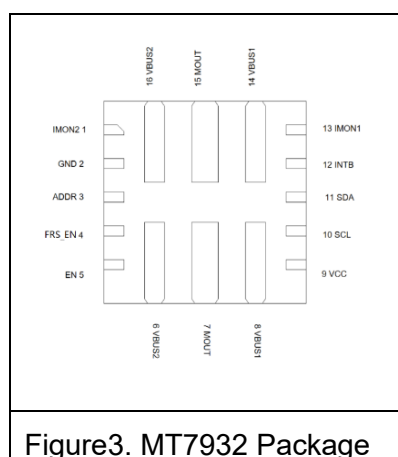 16 VBUS2
15 MOUT
14 VBUS1
IMON2 1
13 IMON1
GND 2
12 INTB
ADDR 3
11 SDA
FRS_EN 4
10 SCL
EN 5
9 VCC
6 VBUS2
7 MOUT
8 VBUS1
Figure3. MT7932 Package